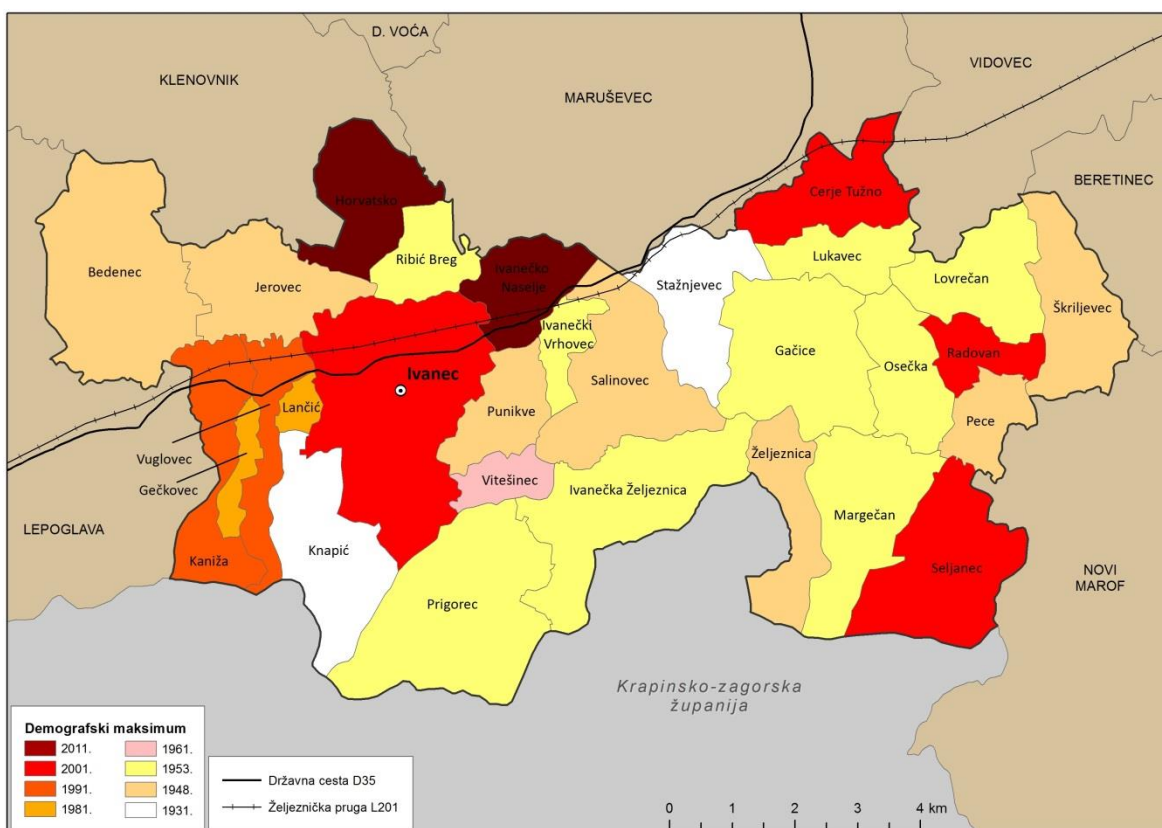 D. VOĆA
KLENOVNIK
VIDOVEC
MARUŠEVEC
BERETINEC
Horvatsko
Cerje Tužno
Ribić Breg
Ivanečko
Naselje
Bedenec
Jerovec
Stažnjevec
Lukavec
Lovrečan
Škriljevec
Ivanečki
Vrhovec
Gačice
Osečka
Radovan
Ivanec
Salinovec
Lančić
Punikve
Pece
Vuglovec
Gečkovec
Vitešinec
Ivanečka Željeznica
Željeznica
Margečan
LEPOGLAVA
Kaniža
Knapić
Seljanec
NOVI
MAROF
Prigorec
Krapinsko-zagorska
županija
Demografski maksimum
2011.
2001.
1991.
1981.
1961.
1953.
1948.
1931.
Državna cesta D35
Željeznička pruga L201
0 1 2 3 4 km